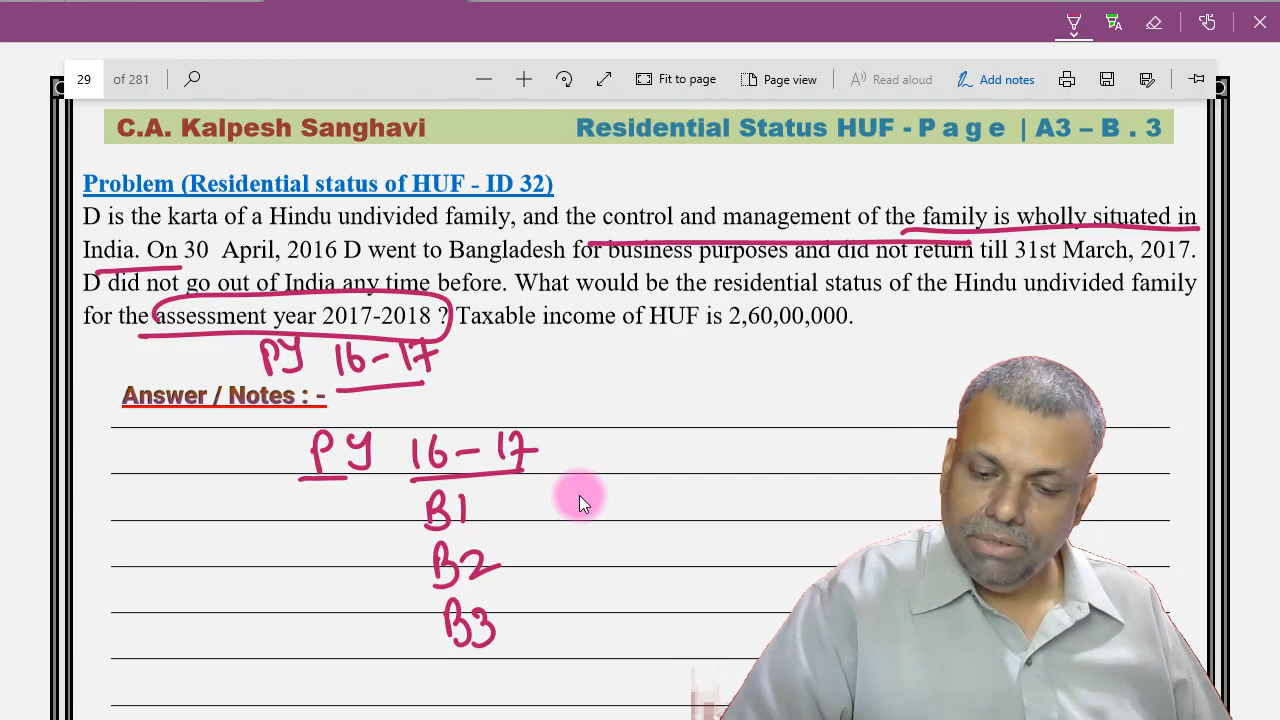 29 of 281 Fit to page Page view Read aloud Add notes
C.A. Kalpesh Sanghavi Residential Status HUF - P a g e | A3 – B . 3
Problem (Residential status of HUF - ID 32)
D is the karta of a Hindu undivided family, and the control and management of the family is wholly situated in
India. On 30 April, 2016 D went to Bangladesh for business purposes and did not return till 31st March, 2017.
D did not go out of India any time before. What would be the residential status of the Hindu undivided family
for the assessment year 2017-2018 ? Taxable income of HUF is 2,60,00,000.
PY 16-17
Answer / Notes : -
PY 16-17
B1
B2
B3